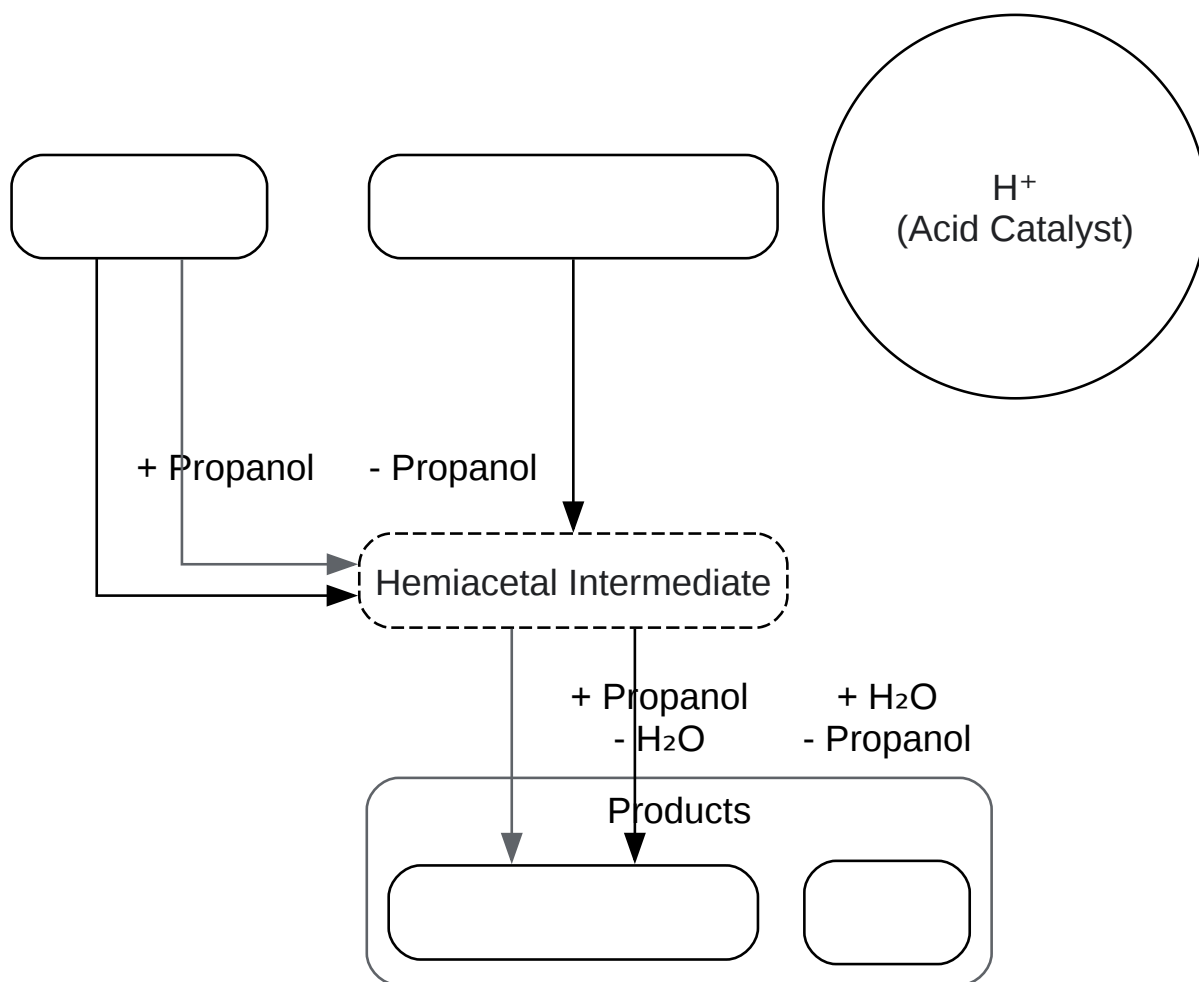 H⁺
(Acid Catalyst)
+ Propanol
- Propanol
Hemiacetal Intermediate
+ Propanol
- H₂O
+ H₂O
- Propanol
Products